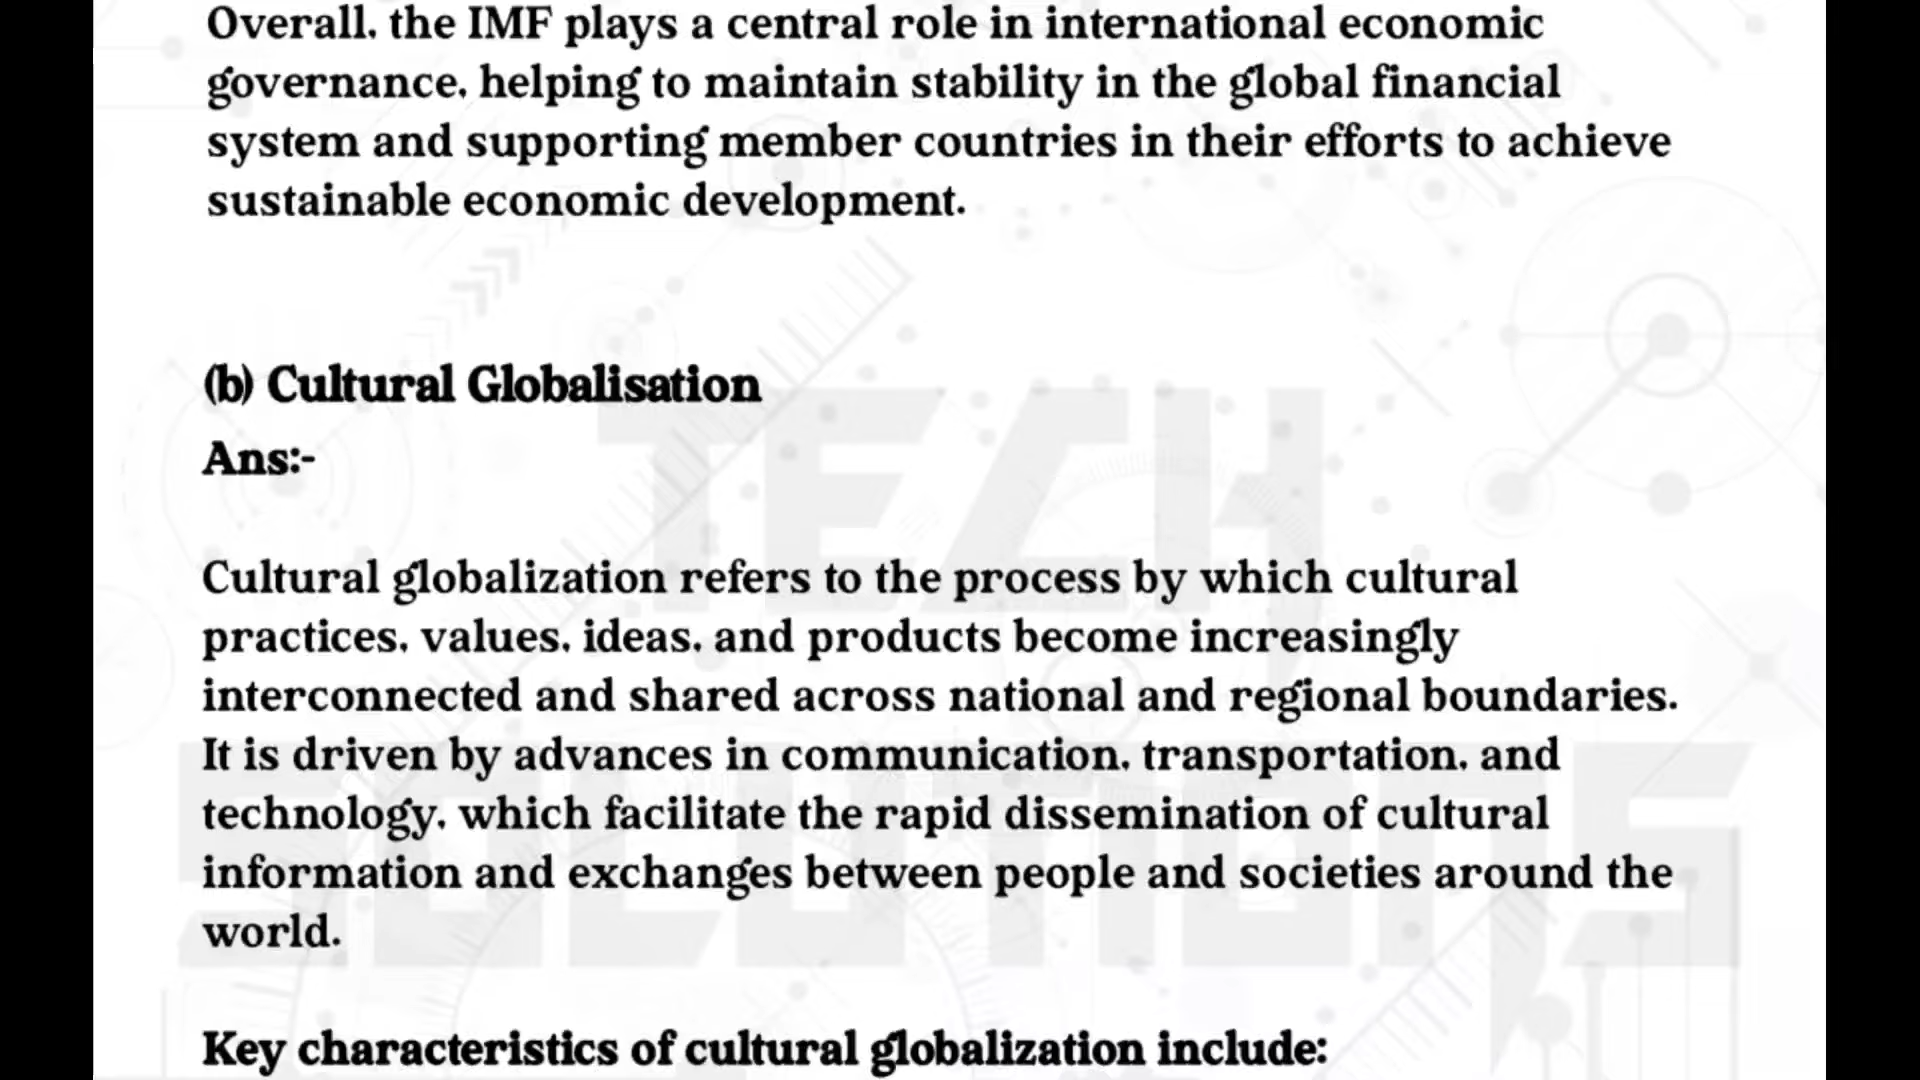 Overall, the IMF plays a central role in international economic
governance, helping to maintain stability in the global financial
system and supporting member countries in their efforts to achieve
sustainable economic development.
(b) Cultural Globalisation
Ans:-
Cultural globalization refers to the process by which cultural
practices, values, ideas, and products become increasingly
interconnected and shared across national and regional boundaries.
It is driven by advances in communication, transportation, and
technology, which facilitate the rapid dissemination of cultural
information and exchanges between people and societies around the
world.
Key characteristics of cultural globalization include:
TECH
SOLUTIONS